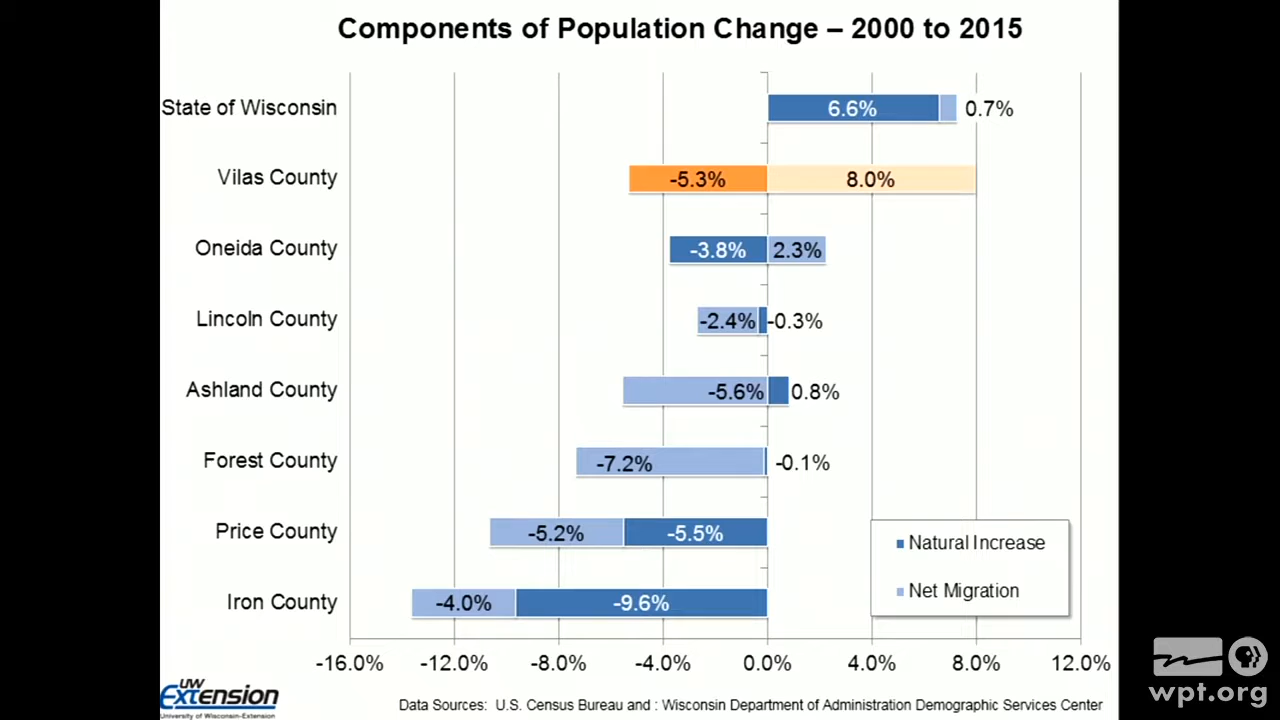 Components of Population Change – 2000 to 2015
State of Wisconsin 6.6% 0.7%
Vilas County -5.3% 8.0%
Oneida County -3.8% 2.3%
Lincoln County -2.4% -0.3%
Ashland County -5.6% 0.8%
Forest County -7.2% -0.1%
Price County -5.2% -5.5%
Natural Increase
Net Migration
Iron County -4.0% -9.6%
-16.0% -12.0% -8.0% -4.0% 0.0% 4.0% 8.0% 12.0%
UW
Extension
University of Wisconsin-Extension
Data Sources: U.S. Census Bureau and : Wisconsin Department of Administration Demographic Services Center
wpt.org